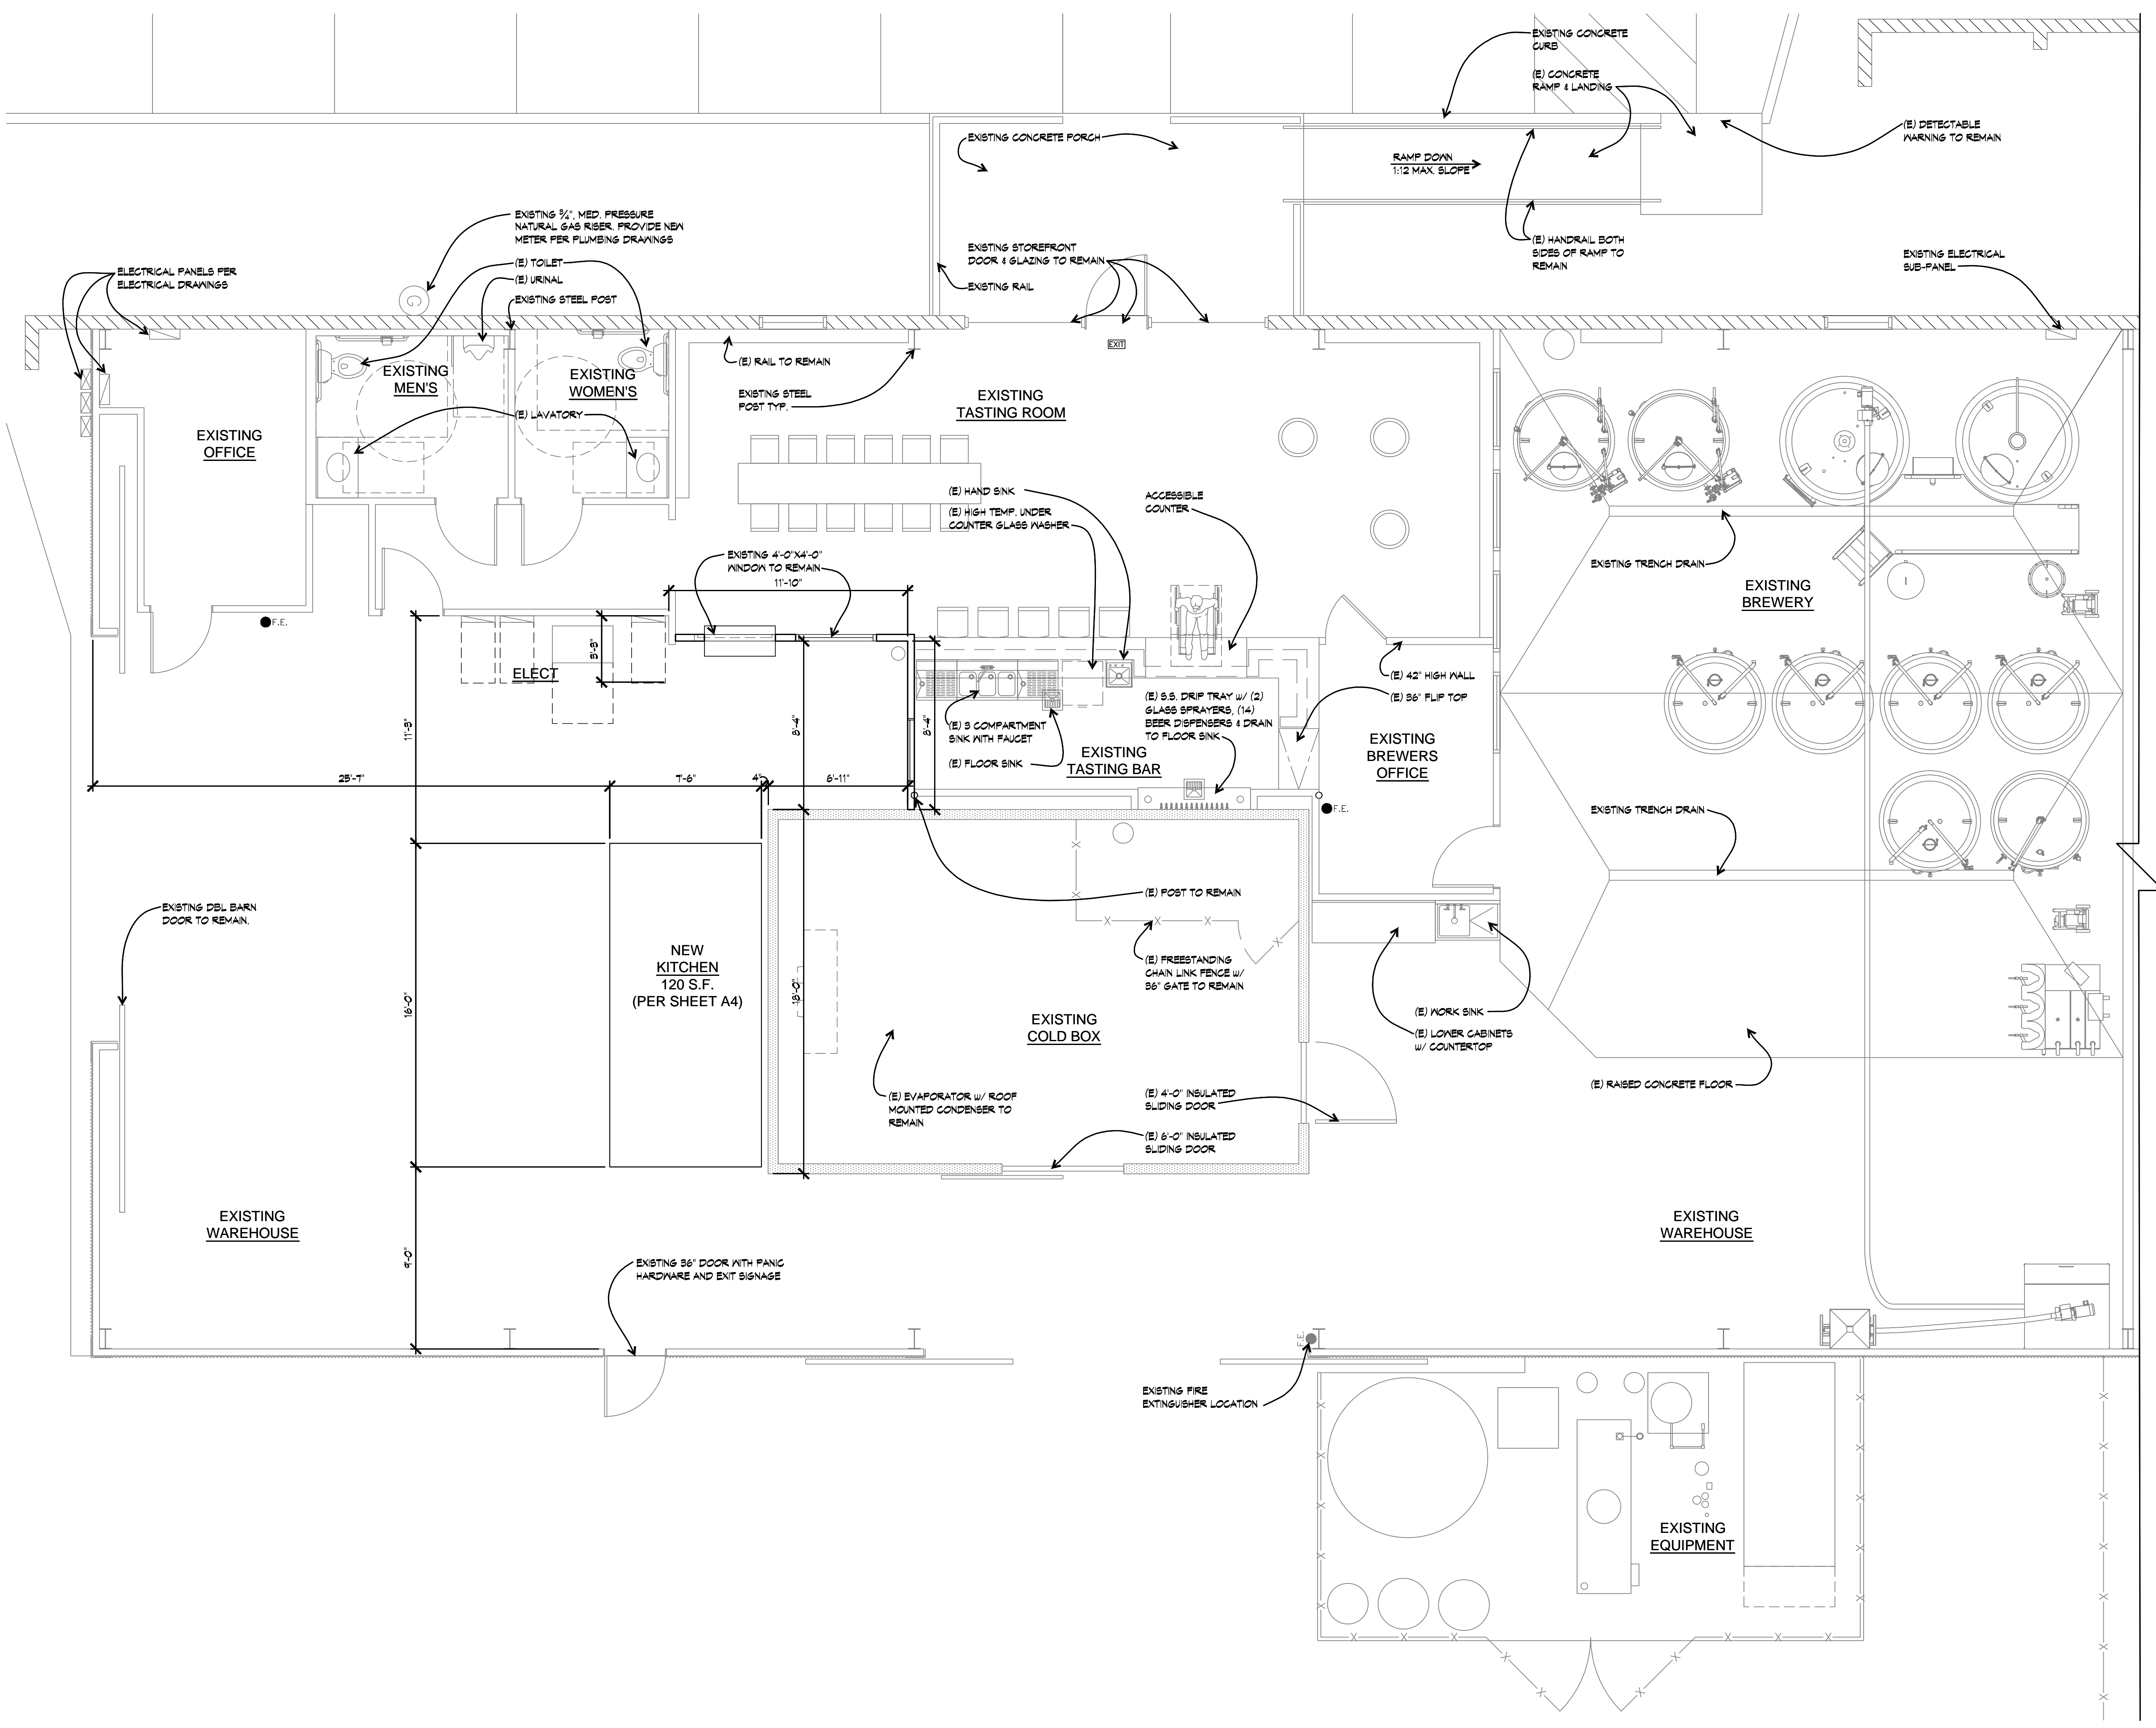 EXISTING CONCRETE
CURB
(E) CONCRETE
RAMP & LANDING
(E) DETECTABLE
WARNING TO REMAIN
EXISTING CONCRETE PORCH
RAMP DOWN
1:12 MAX. SLOPE
EXISTING 3/4", MED. PRESSURE
NATURAL GAS RISER. PROVIDE NEW
METER PER PLUMBING DRAWINGS
(E) HANDRAIL BOTH
SIDES OF RAMP TO
REMAIN
EXISTING STOREFRONT
DOOR & GLAZING TO REMAIN
EXISTING ELECTRICAL
SUB-PANEL
ELECTRICAL PANELS PER
ELECTRICAL DRAWINGS
(E) TOILET
(E) URINAL
EXISTING STEEL POST
EXISTING RAIL
G
EXIT
(E) RAIL TO REMAIN
EXISTING
MEN'S
EXISTING
WOMEN'S
EXISTING STEEL
POST TYP.
EXISTING
TASTING ROOM
(E) LAVATORY
EXISTING
OFFICE
(E) HAND SINK
(E) HIGH TEMP. UNDER
COUNTER GLASS WASHER
ACCESSIBLE
COUNTER
EXISTING 4'-0"X4'-0"
WINDOW TO REMAIN
11'-10"
EXISTING TRENCH DRAIN
EXISTING
BREWERY
F.E.
3'-3"
ELECT
(E) 42" HIGH WALL
(E) 36" FLIP TOP
(E) S.S. DRIP TRAY W/ (2)
GLASS SPRAYERS, (14)
BEER DISPENSERS & DRAIN
TO FLOOR SINK
(E) 3 COMPARTMENT
SINK WITH FAUCET
(E) FLOOR SINK
EXISTING
TASTING BAR
EXISTING
BREWERS
OFFICE
11'-3"
8'-4"
8'-4"
25'-7"
7'-6"
4"
6'-11"
F.E.
EXISTING TRENCH DRAIN
(E) POST TO REMAIN
EXISTING DBL BARN
DOOR TO REMAIN.
NEW
KITCHEN
120 S.F.
(PER SHEET A4)
16'-0"
18'-0"
(E) FREESTANDING
CHAIN LINK FENCE W/
36" GATE TO REMAIN
EXISTING
COLD BOX
(E) WORK SINK
(E) LOWER CABINETS
W/ COUNTERTOP
(E) RAISED CONCRETE FLOOR
(E) EVAPORATOR W/ ROOF
MOUNTED CONDENSER TO
REMAIN
(E) 4'-0" INSULATED
SLIDING DOOR
(E) 6'-0" INSULATED
SLIDING DOOR
EXISTING
WAREHOUSE
EXISTING
WAREHOUSE
9'-0"
EXISTING 36" DOOR WITH PANIC
HARDWARE AND EXIT SIGNAGE
F.E.
EXISTING FIRE
EXTINGUISHER LOCATION
EXISTING
EQUIPMENT